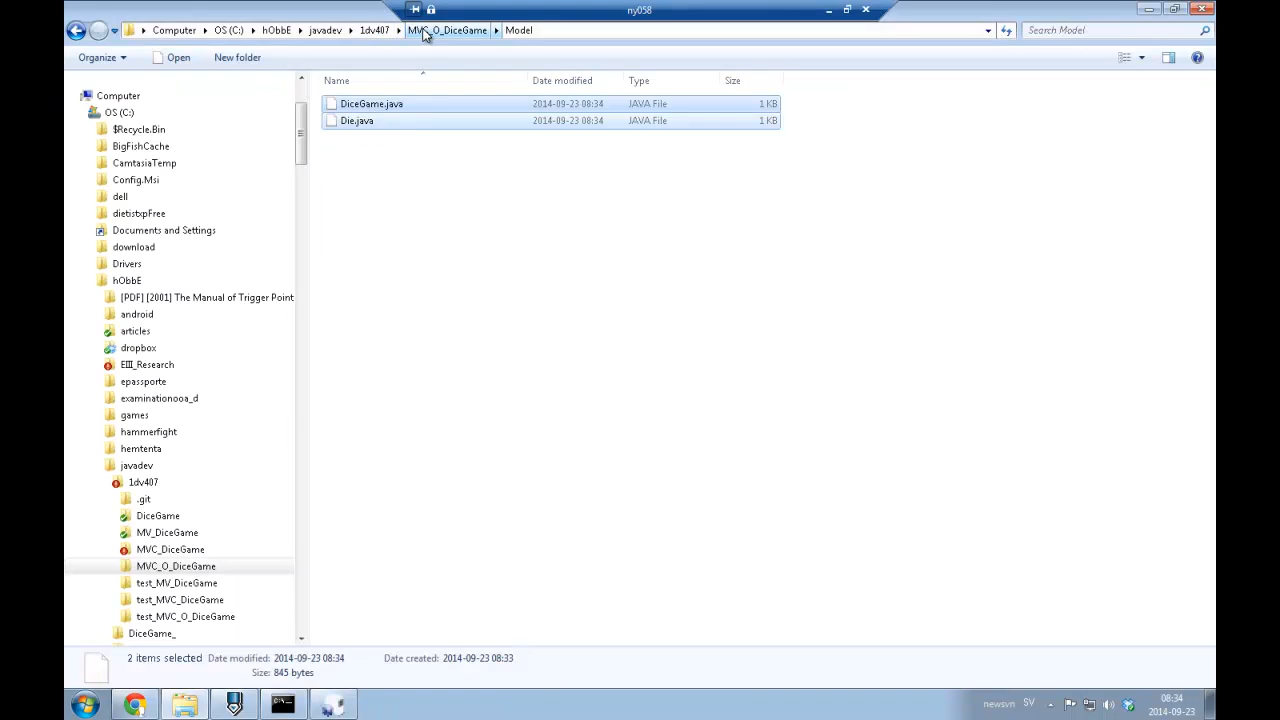 ny058
Computer OS (C:) hObbE javadev 1dv407 MVC_O_DiceGame Model
Search Model
Organize Open New folder
Name Date modified Type Size
DiceGame.java 2014-09-23 08:34 JAVA File 1 KB
Die.java 2014-09-23 08:34 JAVA File 1 KB
Computer
OS (C:)
$Recycle.Bin
BigFishCache
CamtasiaTemp
Config.Msi
dell
dietistxpFree
Documents and Settings
download
Drivers
hObbE
[PDF] [2001] The Manual of Trigger Point
android
articles
dropbox
EIII_Research
epassporte
examinationooa_d
games
hammerfight
hemtenta
javadev
1dv407
.git
DiceGame
MV_DiceGame
MVC_DiceGame
MVC_O_DiceGame
test_MV_DiceGame
test_MVC_DiceGame
test_MVC_O_DiceGame
DiceGame_
2 items selected Date modified: 2014-09-23 08:34 Date created: 2014-09-23 08:33
Size: 845 bytes
newsvn SV
08:34
2014-09-23